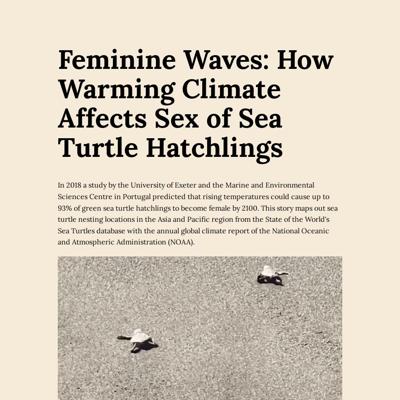 Feminine Waves: How
Warming Climate
Affects Sex of Sea
Turtle Hatchlings
In 2018 a study by the University of Exeter and the Marine and Environmental
Sciences Centre in Portugal predicted that rising temperatures could cause up to
93% of green sea turtle hatchlings to become female by 2100. This story maps out sea
turtle nesting locations in the Asia and Pacific region from the State of the World's
Sea Turtles database with the annual global climate report of the National Oceanic
and Atmospheric Administration (NOAA).